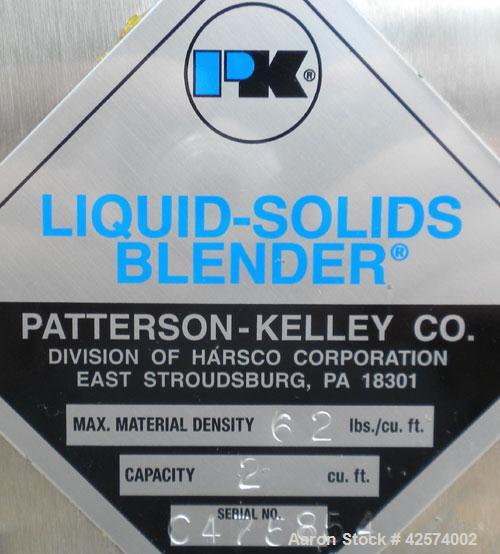 PK®
LIQUID-SOLIDS
BLENDER®
PATTERSON-KELLEY CO.
DIVISION OF HARSCO CORPORATION
EAST STROUDSBURG, PA 18301
MAX. MATERIAL DENSITY 62 lbs./cu. ft.
CAPACITY 2 cu. ft.
SERIAL NO.
Aaron Stock # 42574002